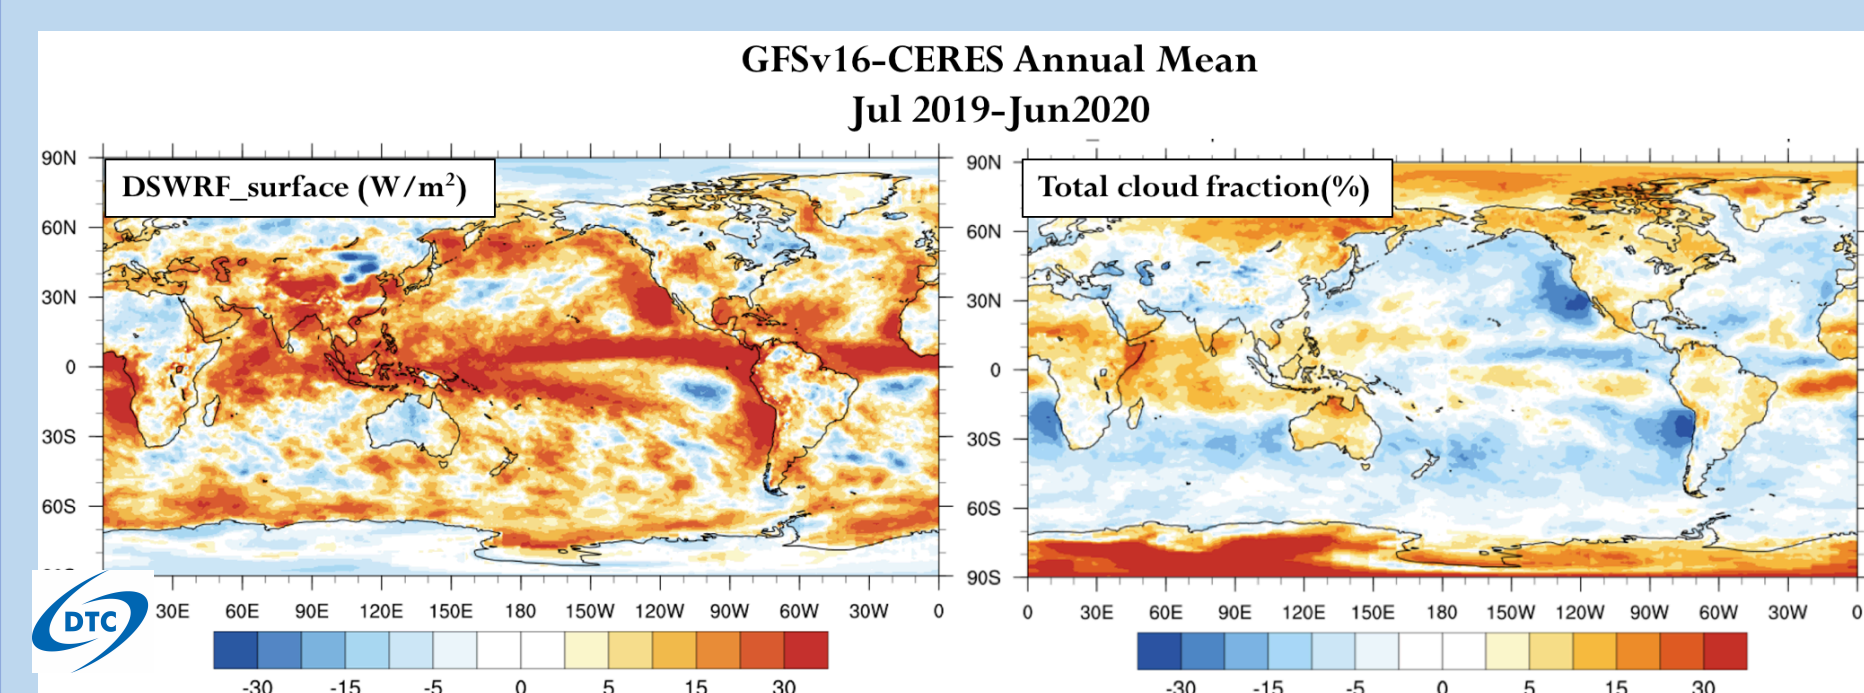 GFSv16-CERES Annual Mean
Jul 2019-Jun2020
DSWRF_surface (W/m²)
90N
60N
30N
0
30S
60S
30E 60E 90E 120E 150E 180 150W 120W 90W 60W 30W 0
-30 -15 -5 0 5 15 30
Total cloud fraction(%)
90N
60N
30N
0
30S
60S
90S
0 30E 60E 90E 120E 150E 180 150W 120W 90W 60W 30W 0
-30 -15 -5 0 5 15 30
DTC